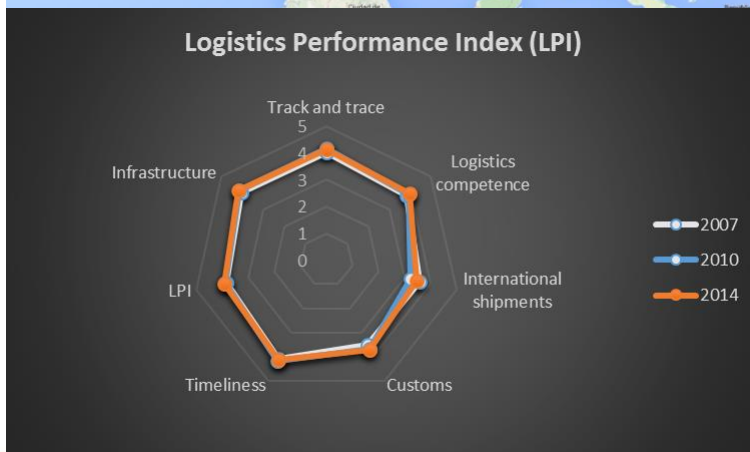 Logistics Performance Index (LPI)
Track and trace
5
4
3
2
1
0
Logistics
competence
International
shipments
Customs
Timeliness
LPI
Infrastructure
2007
2010
2014